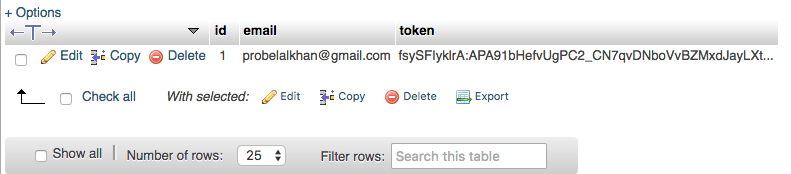 + Options
id email token
Edit Copy Delete 1 probelalkhan@gmail.com fsySFlyklrA:APA91bHefvUgPC2_CN7qvDNboVvBZMxdJayLXt...
Check all With selected: Edit Copy Delete Export
Show all Number of rows: 25 Filter rows: Search this table